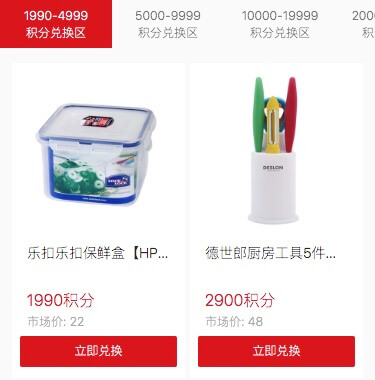 1990-4999
积分兑换区
5000-9999
积分兑换区
10000-19999
积分兑换区
200
积
DESLON
乐扣乐扣保鲜盒【HP...
德世郎厨房工具5件...
1990积分
2900积分
市场价: 22
市场价: 48
立即兑换
立即兑换